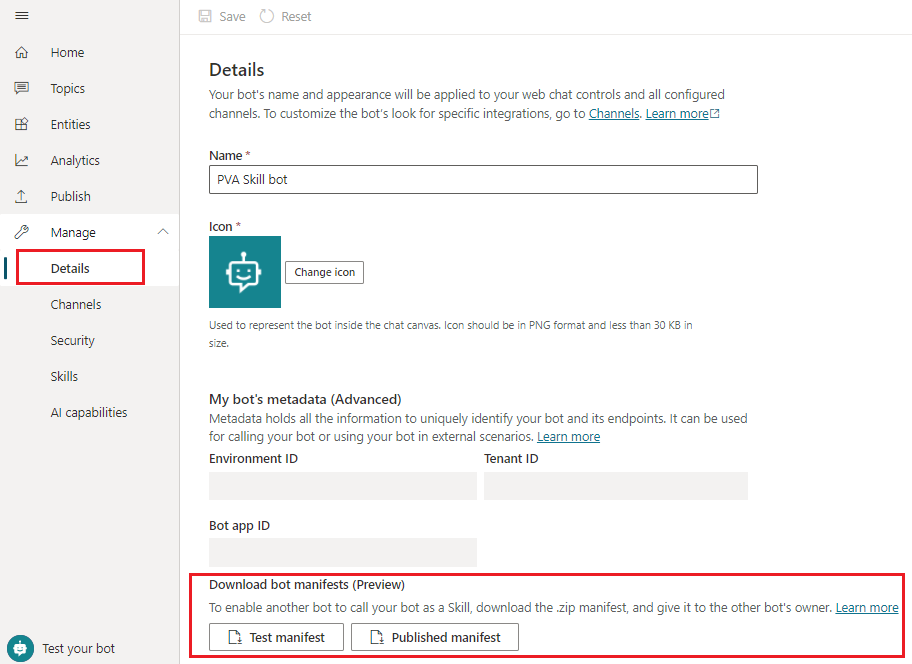 Save
Reset
Home
Topics
Entities
Analytics
Publish
Manage
Details
Channels
Security
Skills
AI capabilities
Test your bot
Details
Your bot's name and appearance will be applied to your web chat controls and all configured
channels. To customize the bot's look for specific integrations, go to Channels. Learn more
Name *
PVA Skill bot
Icon *
Change icon
Used to represent the bot inside the chat canvas. Icon should be in PNG format and less than 30 KB in
size.
My bot's metadata (Advanced)
Metadata holds all the information to uniquely identify your bot and its endpoints. It can be used
for calling your bot or using your bot in external scenarios. Learn more
Environment ID
Tenant ID
Bot app ID
Download bot manifests (Preview)
To enable another bot to call your bot as a Skill, download the .zip manifest, and give it to the other bot's owner. Learn more
Test manifest
Published manifest